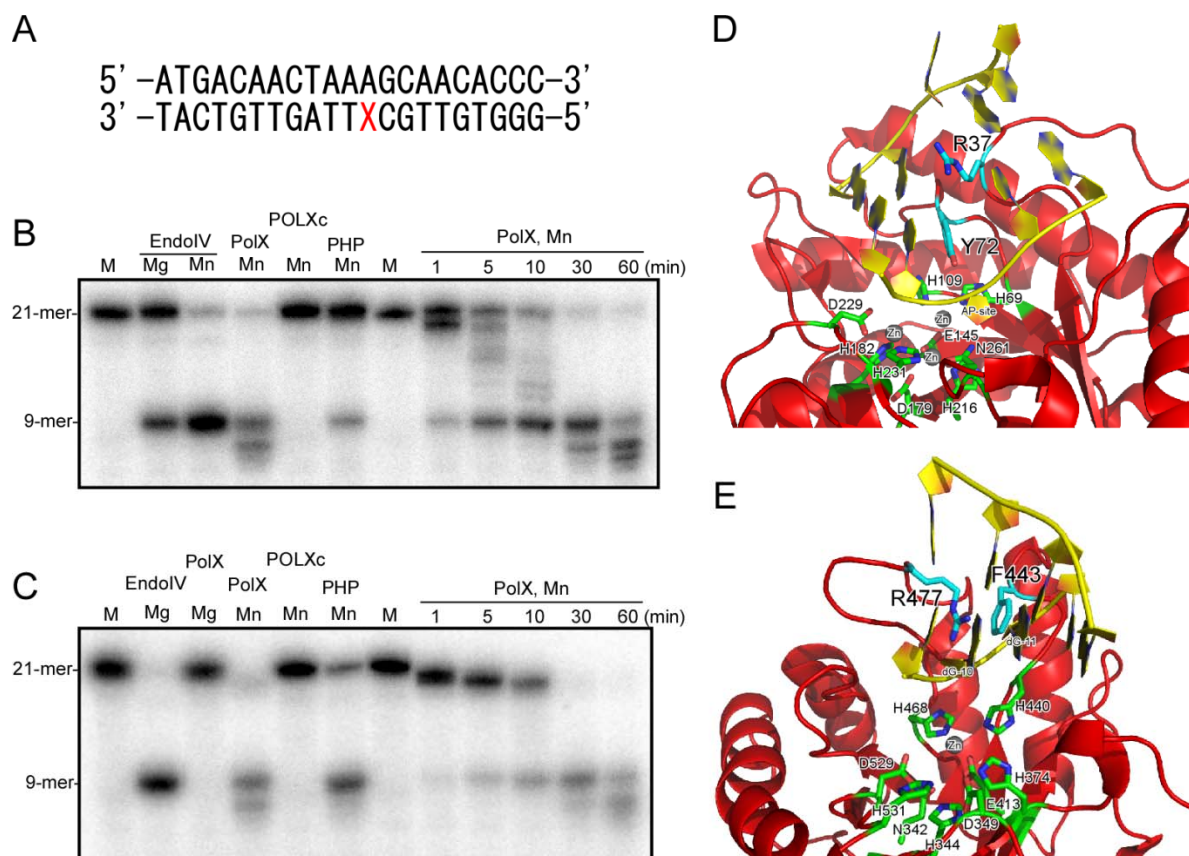 A
5' -ATGACAACTAAAGCAACACCC-3'
3' -TACTGTTGATTXCGTTGTGGG-5'
B
POLXc
EndoIV PolX PHP PolX, Mn
M Mg Mn Mn Mn Mn M 1 5 10 30 60 (min)
21-mer-
9-mer-
C
PolX POLXc
EndoIV PolX PHP PolX, Mn
M Mg Mg Mn Mn Mn M 1 5 10 30 60 (min)
21-mer-
9-mer-
D
R37
Y72
H109
H69
D229
Zn
AP-site
Zn
E145
H182
Zn
N261
H231
D179
H216
E
F443
R477
dG-11
dG-10
H468
H440
Zn
D529
H374
H531
E413
N342
D349
H344